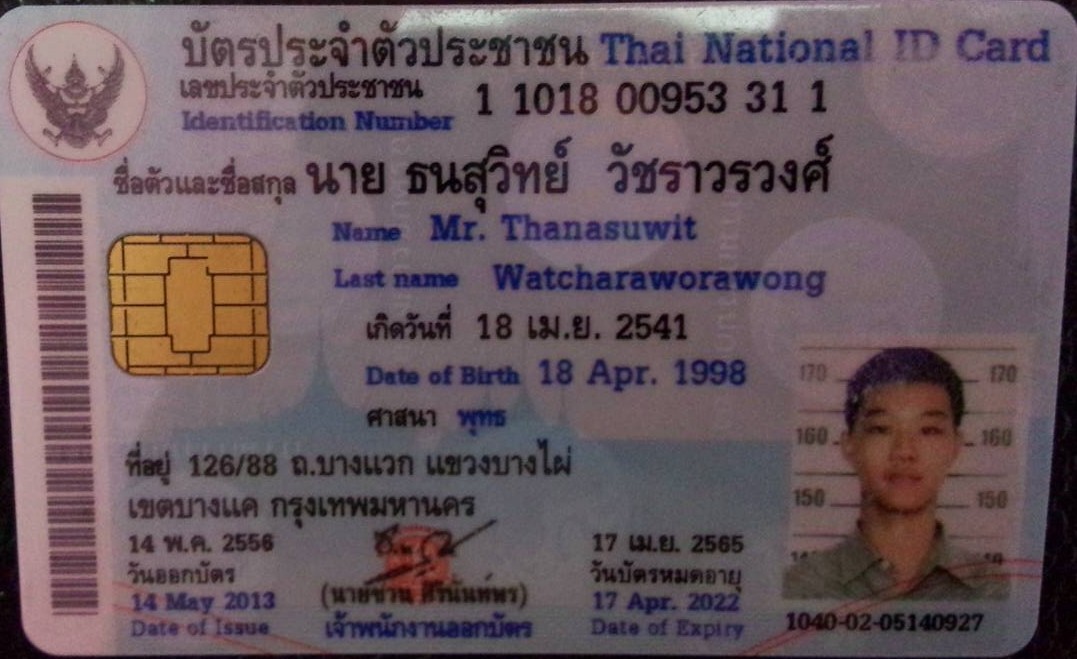 บัตรประจำตัวประชาชน Thai National ID Card
เลขประจำตัวประชาชน 1 1018 00953 31 1
Identification Number
ชื่อตัวและชื่อสกุล นาย ธนสุวิทย์ วัชราวรวงศ์
Name Mr. Thanasuwit
Last name Watcharaworawong
เกิดวันที่ 18 เม.ย. 2541
Date of Birth 18 Apr. 1998
ศาสนา พุทธ
ที่อยู่ 126/88 ถ.บางแวก แขวงบางไผ่
เขตบางแค กรุงเทพมหานคร
14 พ.ค. 2556
วันออกบัตร
14 May 2013
Date of Issue
เจ้าพนักงานออกบัตร
17 เม.ย. 2565
วันบัตรหมดอายุ
17 Apr. 2022
Date of Expiry
170 170
160 160
150 150
1040-02-05140927